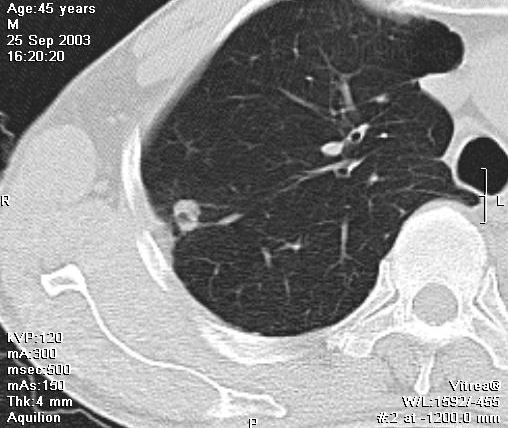 Age:45 years
M
25 Sep 2003
16:20:20
R
L
kVP:120
mA:300
msec:500
mAs:150
Thk:4 mm
Aquilion
P
Vitrea®
W/L:1592/-455
#:2 at -1200.0 mm